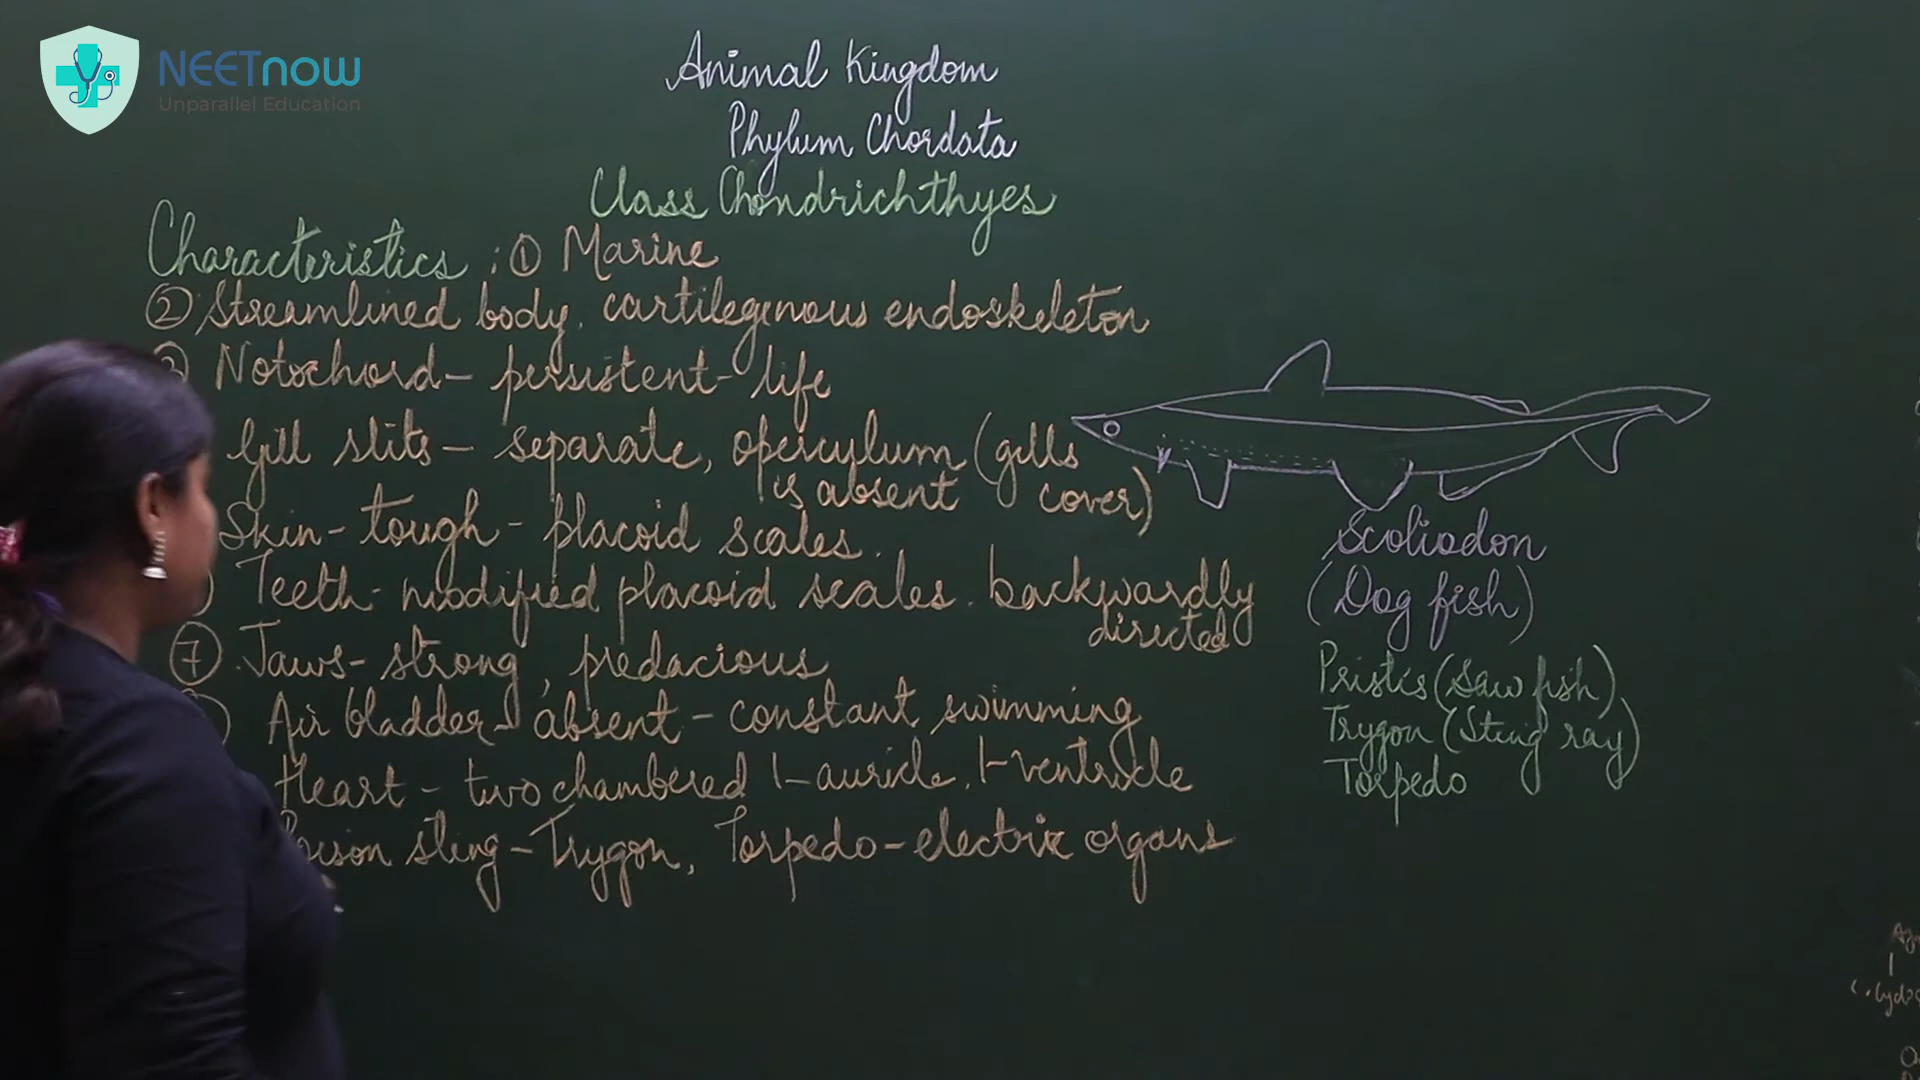 NEETnow
Unparallel Education
Animal Kingdom
Phylum Chordata
Class Chondrichthyes
Characteristics : ① Marine
② Streamlined body, cartilegenous endoskeleton
Notochord - persistent - life
Gill slits - separate, opercylum (gills
is absent cover)
Skin - tough - placoid scales.
Teeth - modified placoid scales. backwardly
directed
⑦ Jaws - strong, predacious
Air bladder - absent - constant swimming
Heart - two chambered 1-auricle, 1-ventricle
Poison sting - Trygon, Torpedo - electric organs
Scoliodon
(Dog fish)
Pristis (Saw fish)
Trygon (Sting ray)
Torpedo